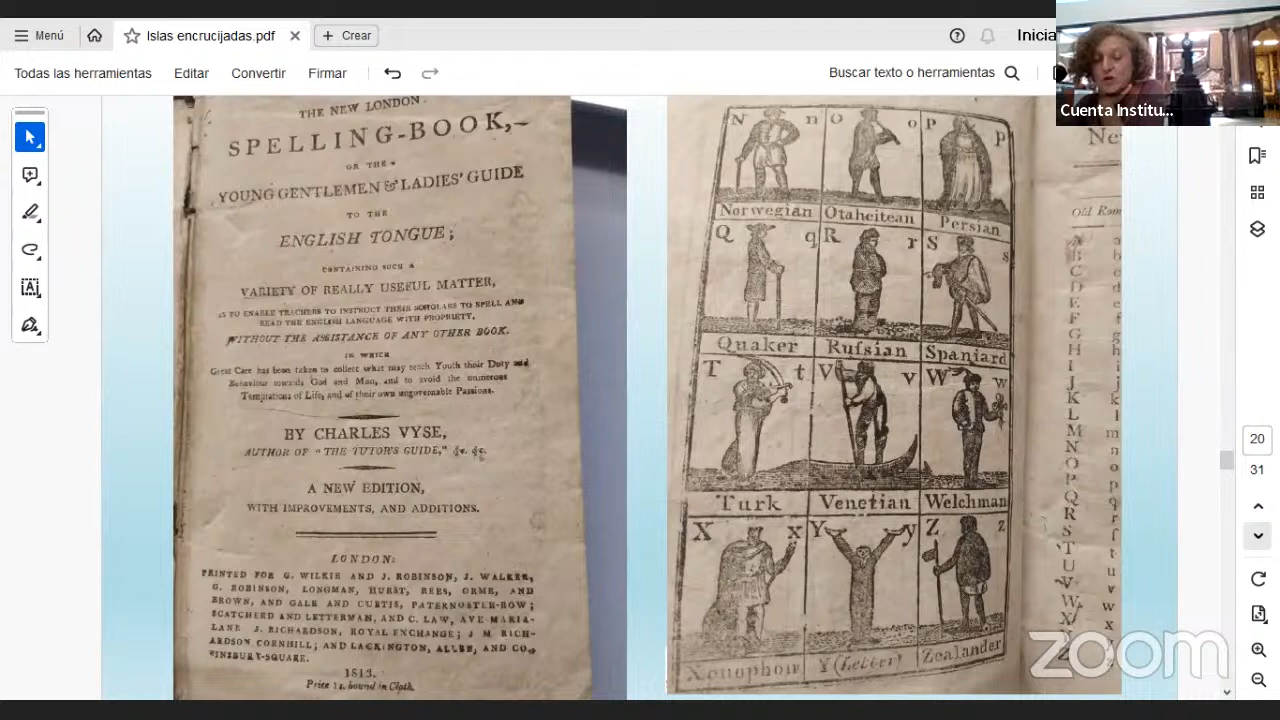 Menú
Islas encrucijadas.pdf
Crear
Inicia
Todas las herramientas
Editar
Convertir
Firmar
Buscar texto o herramientas
Cuenta Institu...
THE NEW LONDON
SPELLING-BOOK,
OR THE
YOUNG GENTLEMEN & LADIES' GUIDE
TO THE
ENGLISH TONGUE;
CONTAINING SUCH A
VARIETY OF REALLY USEFUL MATTER,
AS TO ENABLE TEACHERS TO INSTRUCT THEIR SCHOLARS TO SPELL AND
READ THE ENGLISH LANGUAGE WITH PROPRIETY,
WITHOUT THE ASSISTANCE OF ANY OTHER BOOK.
IN WHICH
Great Care has been taken to collect what may teach Youth their Duty and
Behaviour towards God and Man, and to avoid the numerous
Temptations of Life, and of their own ungovernable Passions.
BY CHARLES VYSE,
AUTHOR OF "THE TUTOR'S GUIDE," &c. &c.
A NEW EDITION,
WITH IMPROVEMENTS, AND ADDITIONS.
LONDON:
PRINTED FOR G. WILKIE AND J. ROBINSON, J. WALKER,
G. ROBINSON, LONGMAN, HURST, REES, ORME, AND
BROWN, AND GALE AND CURTIS, PATERNOSTER-ROW;
SCATCHERD AND LETTERMAN, AND C. LAW, AVE-MARIA-
LANE J. RICHARDSON, ROYAL EXCHANGE; J M RICH-
ARDSON CORNHILL; AND LACKINGTON, ALLEN, AND CO.
FINSBURY-SQUARE.
1813.
Price 1s. bound in Cloth.
N n O o P p
Norwegian Otaheitean Persian
Q q R r S s
Quaker Rufsian Spaniard
T t V v W w
Turk Venetian Welchman
X x Y y Z z
Xenophon Y (Letter) Zealander
Ne
Old Rom
C
D
E
F
G
H
I
J
K
L
M
N
O
P
Q
R
S
T
U
V
W
X
20
31
zoom